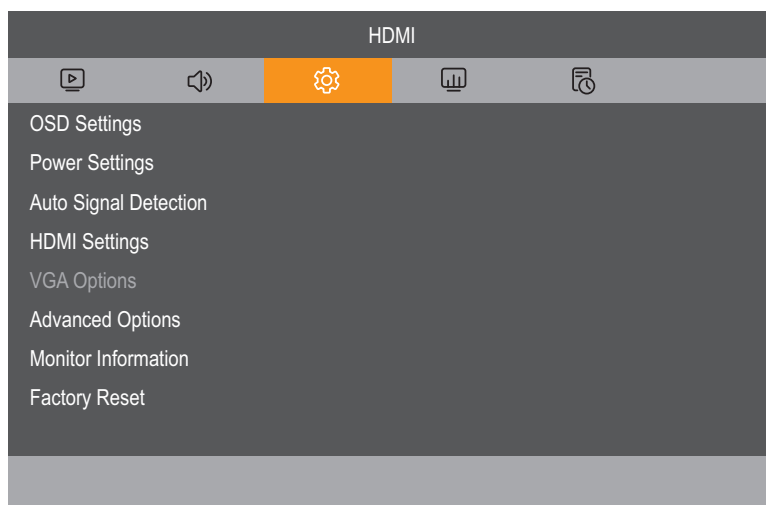 HDMI
OSD Settings
Power Settings
Auto Signal Detection
HDMI Settings
VGA Options
Advanced Options
Monitor Information
Factory Reset